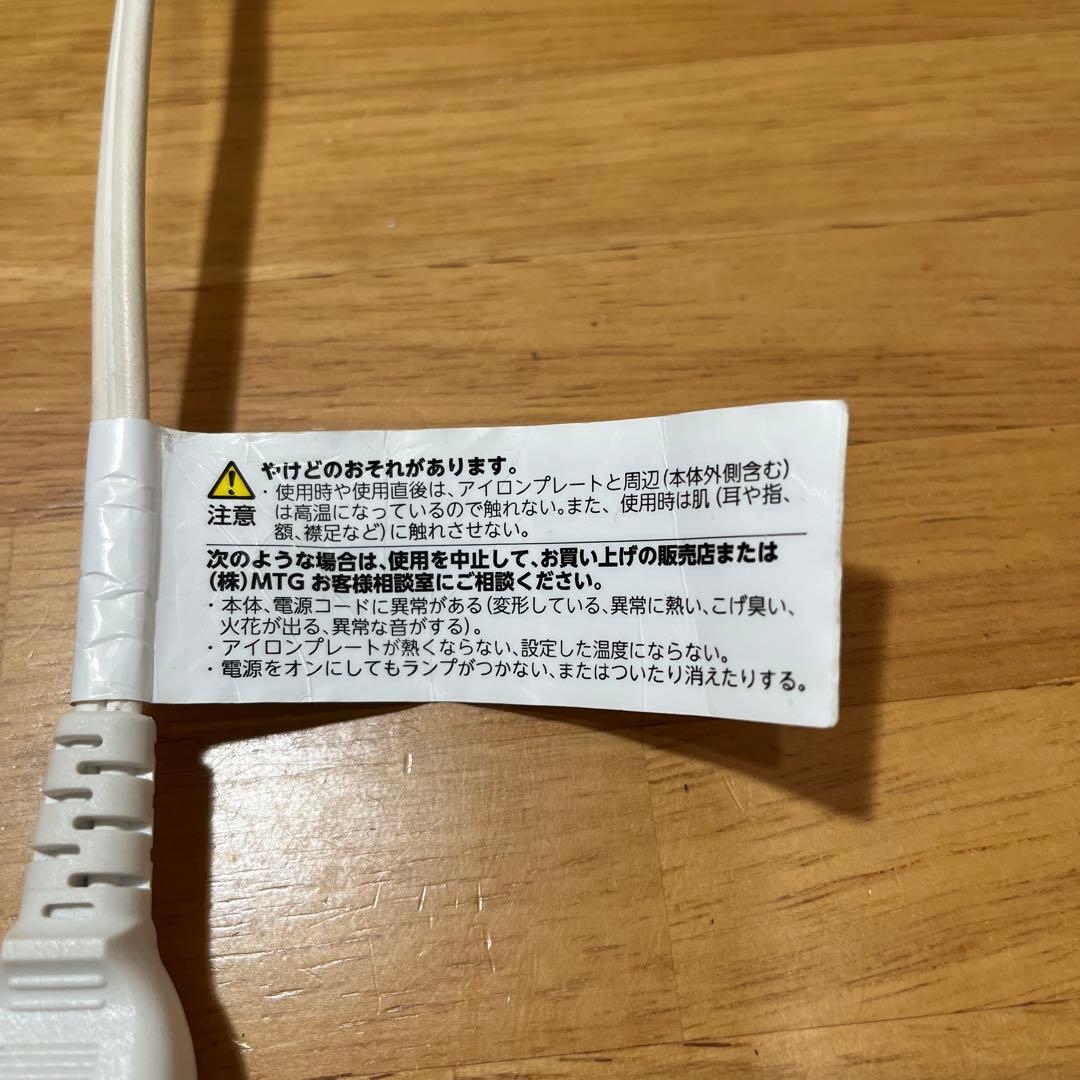 やけどのおそれがあります。
注意
・使用時や使用直後は、アイロンプレートと周辺(本体外側含む)
は高温になっているので触れない。また、使用時は肌(耳や指、
額、襟足など)に触れさせない。
次のような場合は、使用を中止して、お買い上げの販売店または
(株)MTG お客様相談室にご相談ください。
・本体、電源コードに異常がある(変形している、異常に熱い、こげ臭い、
火花が出る、異常な音がする)。
・アイロンプレートが熱くならない、設定した温度にならない。
・電源をオンにしてもランプがつかない、またはついたり消えたりする。